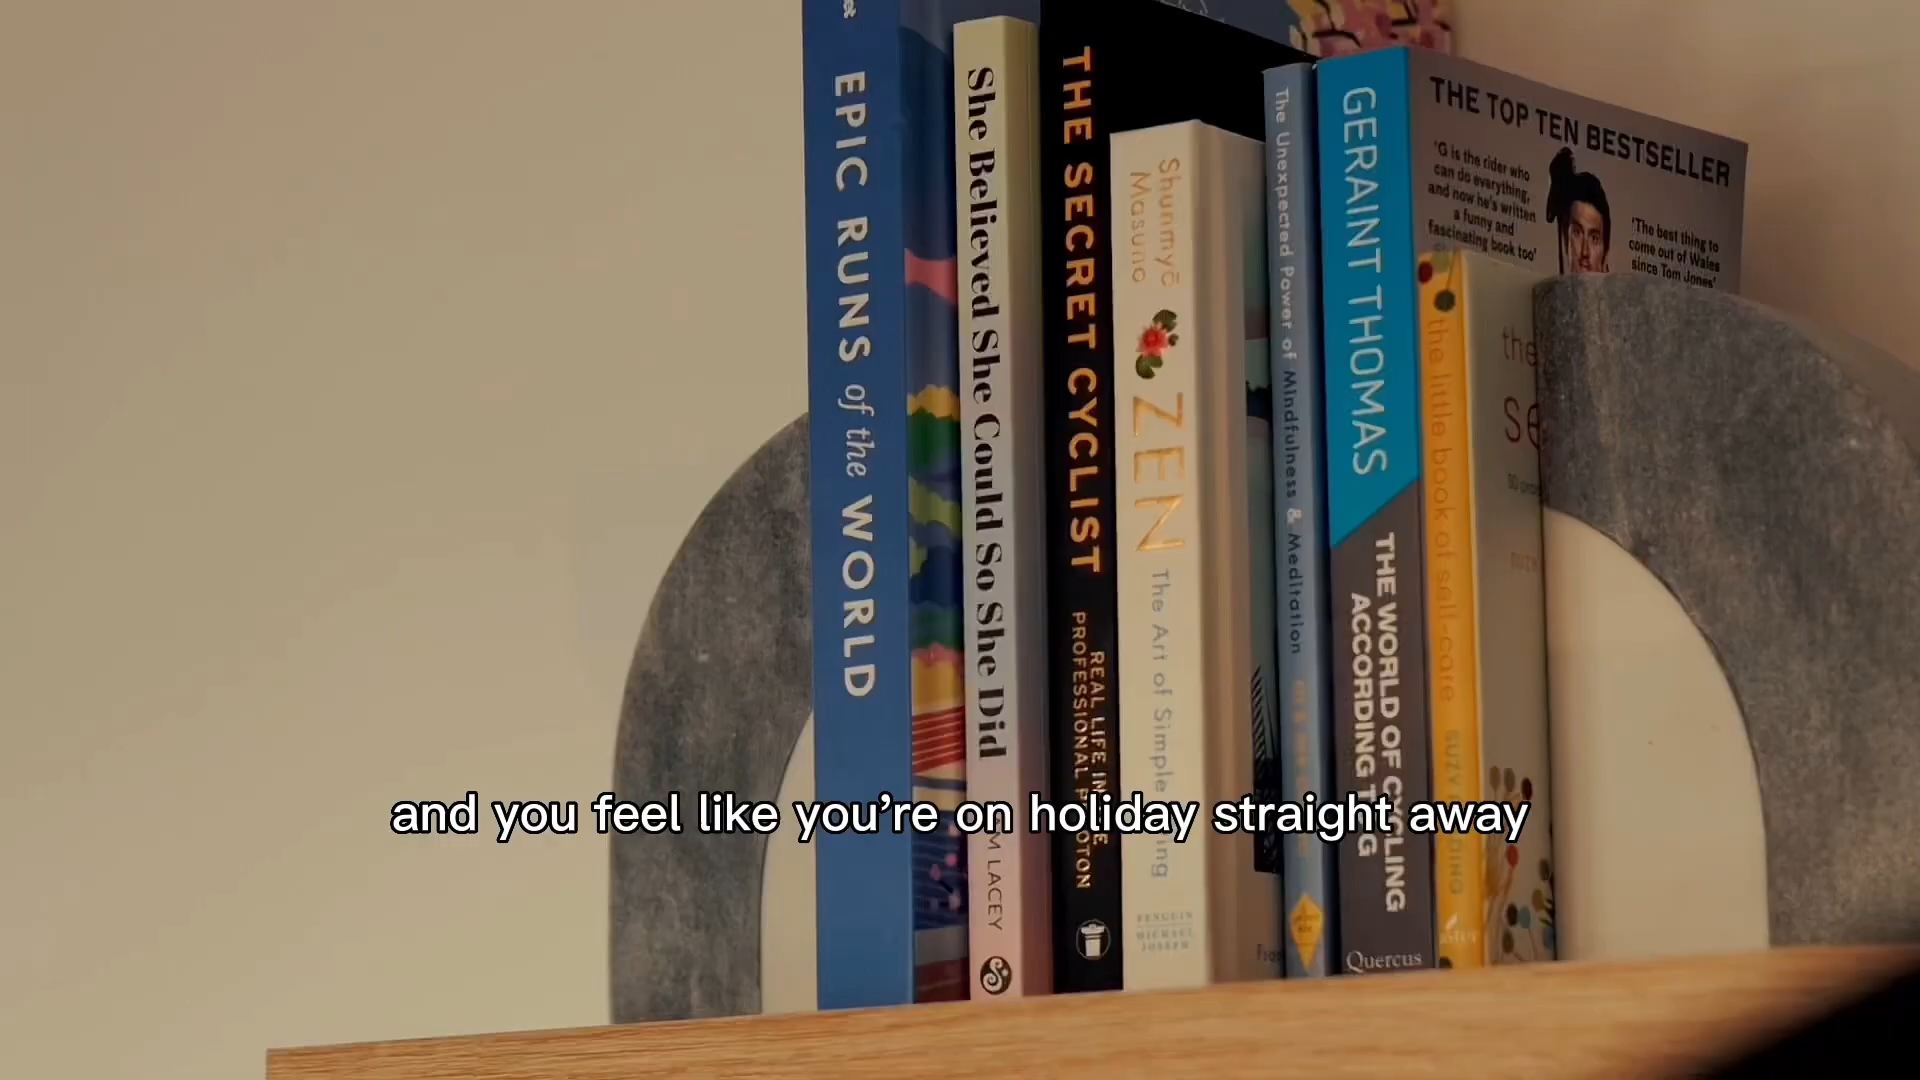 EPIC RUNS of the WORLD
She Believed She Could So She Did
LACEY
THE SECRET CYCLIST
REAL LIFE IN
PROFESSIONAL
Shunmyō
Masuno
ZEN
The Art of Simple
PENGUIN
MICHAEL
JOSEPH
The Unexpected Power of Mindfulness & Meditation
GERAINT THOMAS
THE WORLD OF CYCLING
ACCORDING TO G
Quercus
THE TOP TEN BESTSELLER
'G is the rider who
can do everything,
and now he's written
a funny and
fascinating book too'
'The best thing to
come out of Wales
since Tom Jones'
the little book of self-care
SUZY
the
and you feel like you're on holiday straight away